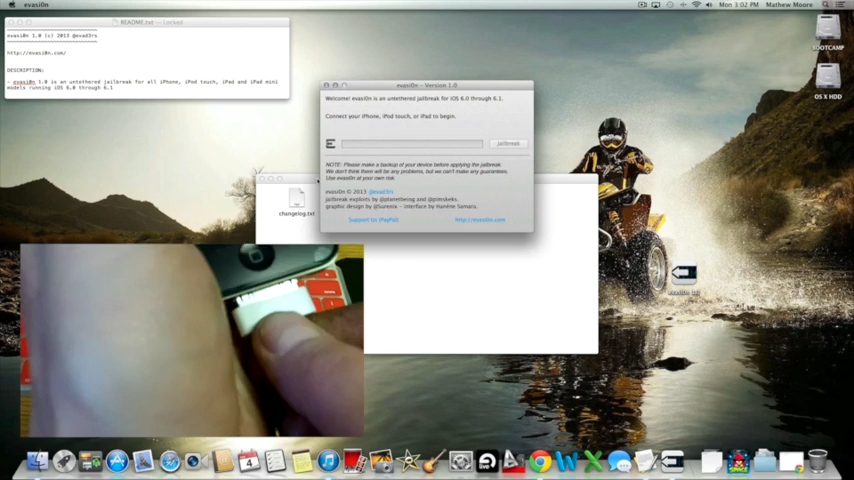 evasi0n
Mon 3:02 PM Mathew Moore
README.txt — Locked
evasi0n 1.0 (c) 2013 @evad3rs
http://evasi0n.com/
DESCRIPTION:
- evasi0n 1.0 is an untethered jailbreak for all iPhone, iPod touch, iPad and iPad mini
models running iOS 6.0 through 6.1
evasi0n - Version 1.0
Welcome! evasi0n is an untethered jailbreak for iOS 6.0 through 6.1.
Connect your iPhone, iPod touch, or iPad to begin.
Jailbreak
NOTE: Please make a backup of your device before applying the jailbreak.
We don't think there will be any problems, but we can't make any guarantees.
Use evasi0n at your own risk.
evasi0n © 2013 @evad3rs
jailbreak exploits by @planetbeing and @pimskeks.
graphic design by @Surenix - interface by Hanéne Samara.
Support Us (PayPal)
http://evasi0n.com
changelog.txt
BOOTCAMP
OS X HDD
4
live
SPACE